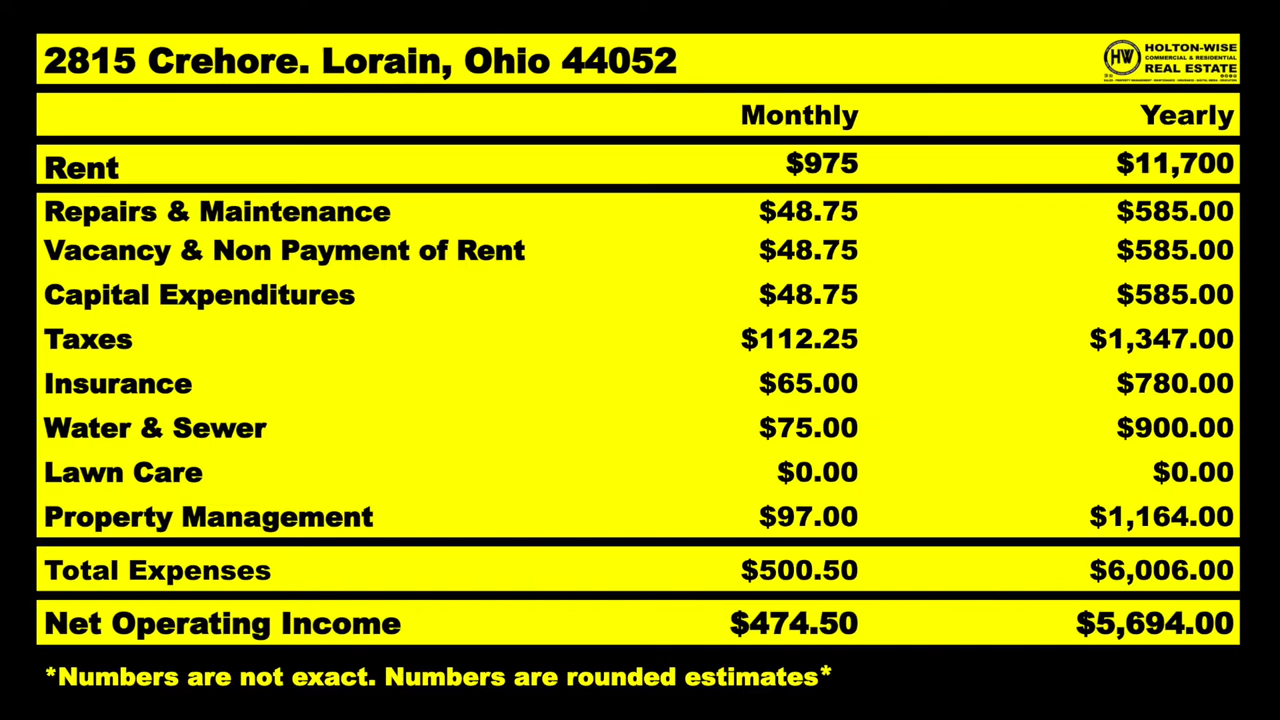 2815 Crehore. Lorain, Ohio 44052
HW
HOLTON-WISE
COMMERCIAL & RESIDENTIAL
REAL ESTATE
Monthly Yearly
Rent $975 $11,700
Repairs & Maintenance $48.75 $585.00
Vacancy & Non Payment of Rent $48.75 $585.00
Capital Expenditures $48.75 $585.00
Taxes $112.25 $1,347.00
Insurance $65.00 $780.00
Water & Sewer $75.00 $900.00
Lawn Care $0.00 $0.00
Property Management $97.00 $1,164.00
Total Expenses $500.50 $6,006.00
Net Operating Income $474.50 $5,694.00
*Numbers are not exact. Numbers are rounded estimates*